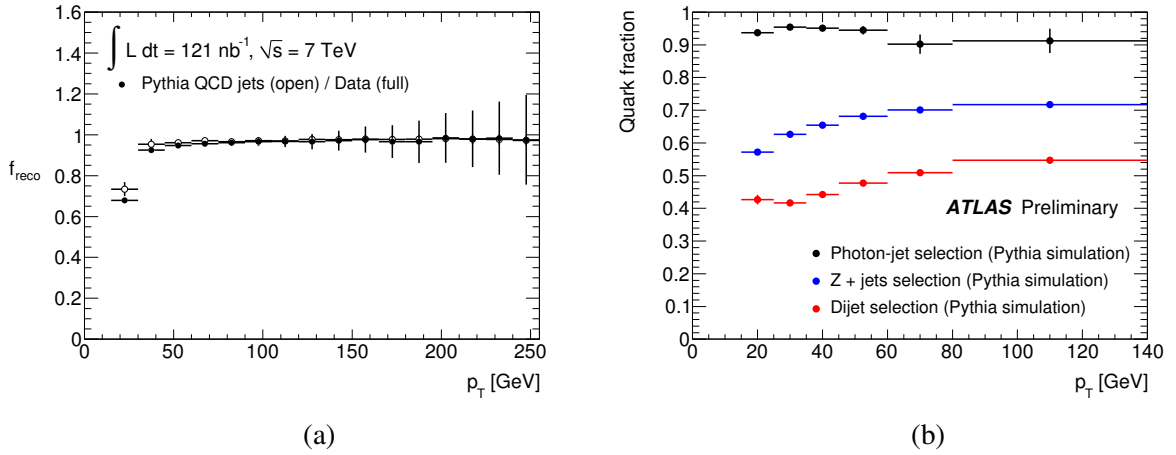 1.6
1.4
1.2
1
0.8
0.6
0.4
0.2
0
f_reco
∫ L dt = 121 nb⁻¹, √s = 7 TeV
Pythia QCD jets (open) / Data (full)
0 50 100 150 200 250
p_T [GeV]
(a)
Quark fraction
1
0.9
0.8
0.7
0.6
0.5
0.4
0.3
0.2
0.1
0
ATLAS Preliminary
Photon-jet selection (Pythia simulation)
Z + jets selection (Pythia simulation)
Dijet selection (Pythia simulation)
0 20 40 60 80 100 120 140
p_T [GeV]
(b)